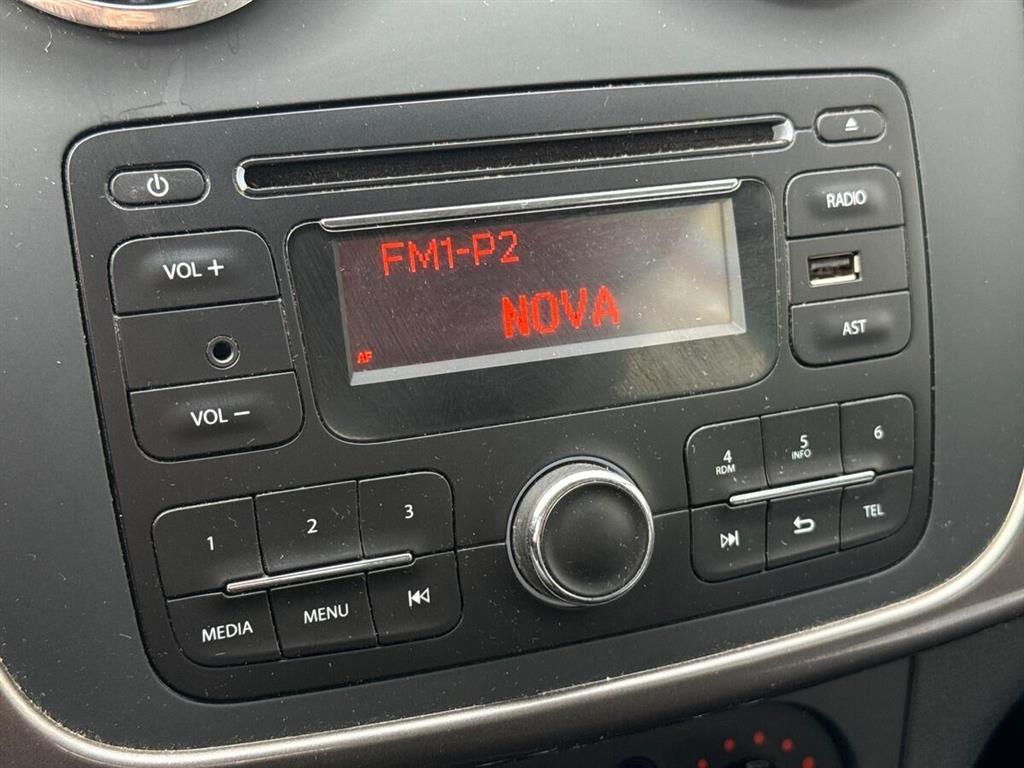 VOL +
VOL −
FM1-P2
NOVA
AF
RADIO
AST
1
2
3
MEDIA
MENU
4
RDM
5
INFO
6
TEL